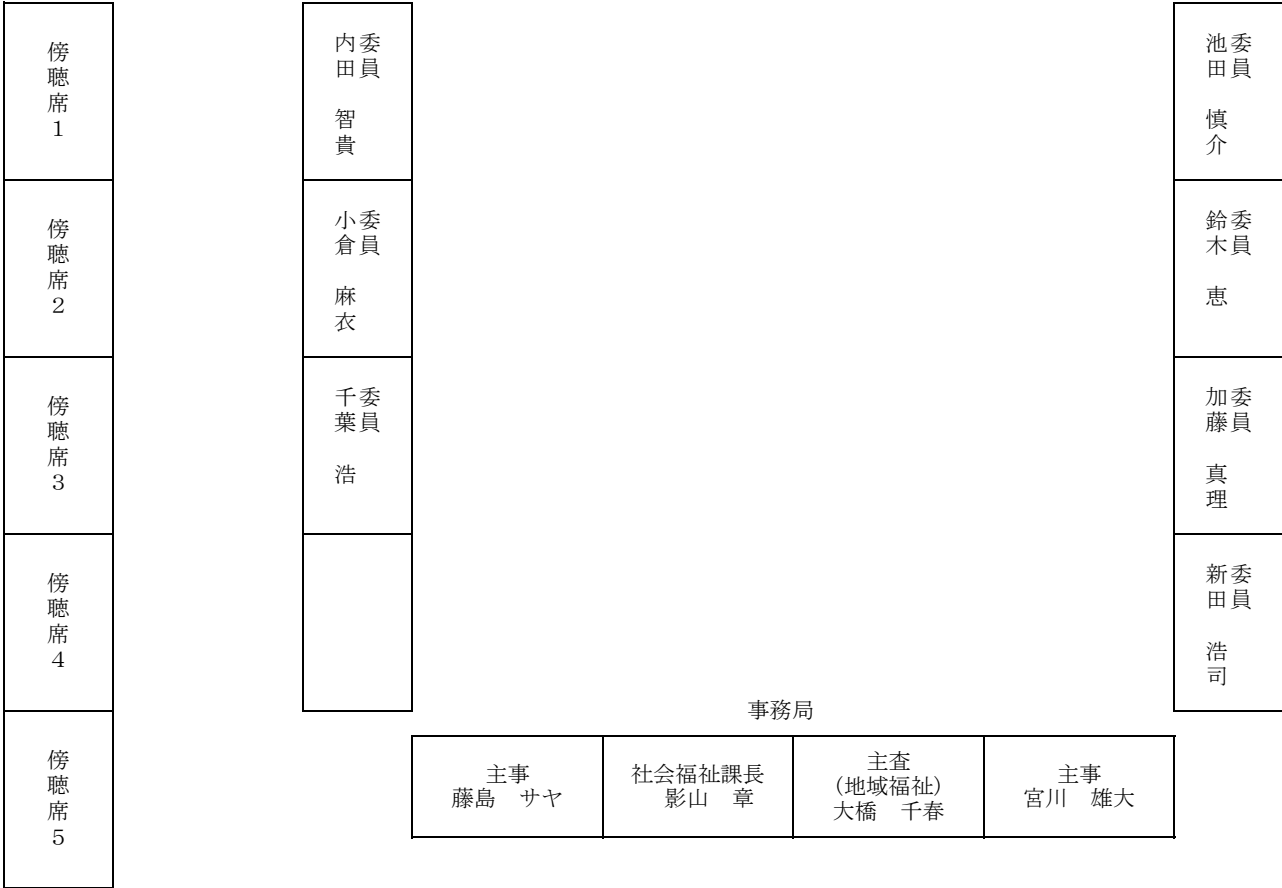 傍聴席１
傍聴席２
傍聴席３
傍聴席４
傍聴席５
委員
内田　智貴
委員
小倉　麻衣
委員
千葉　浩
委員
池田　慎介
委員
鈴木　恵
委員
加藤　真理
委員
新田　浩司
事務局
主事
藤島　サヤ
社会福祉課長
影山　章
主査
（地域福祉）
大橋　千春
主事
宮川　雄大